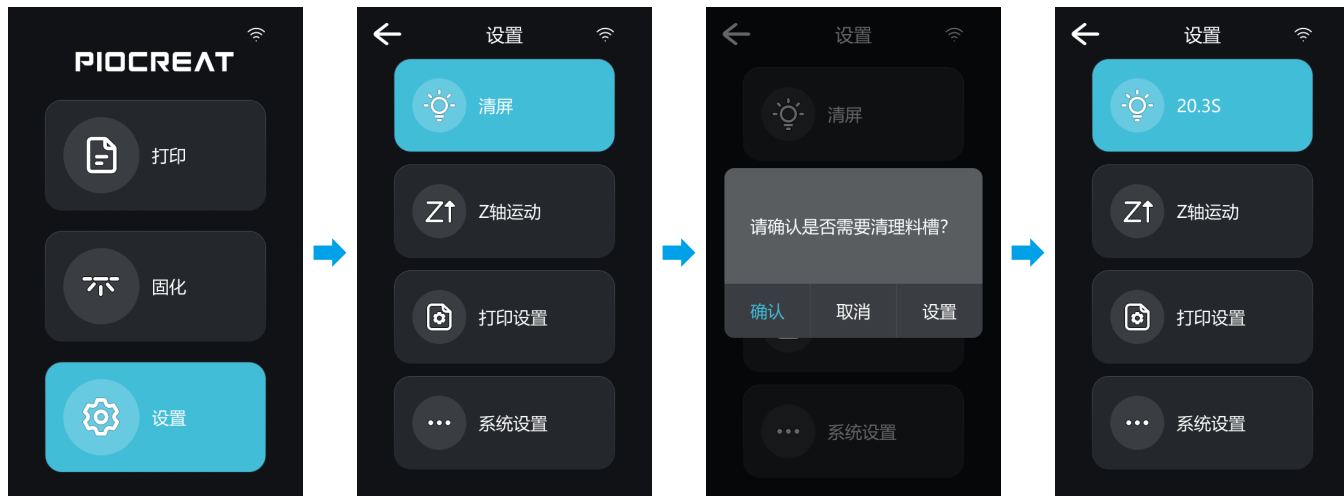 PIOCREAT
打印
固化
设置
设置
清屏
Z轴运动
打印设置
系统设置
设置
清屏
请确认是否需要清理料槽？
确认 取消 设置
系统设置
设置
20.3S
Z轴运动
打印设置
系统设置